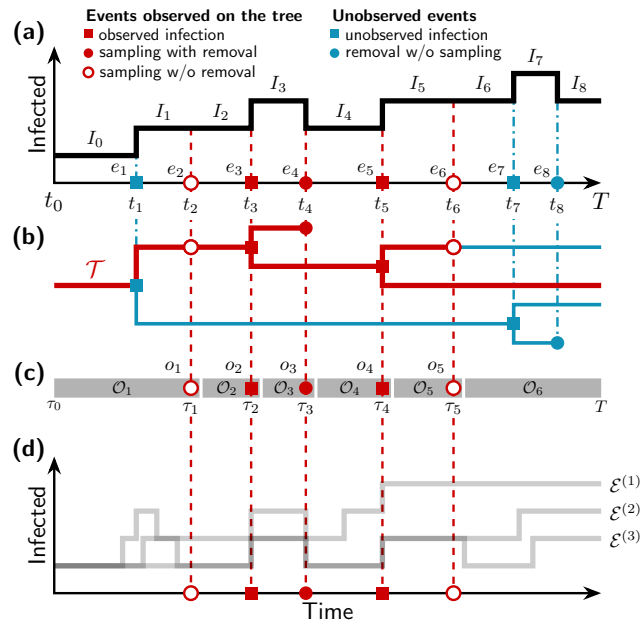 Events observed on the tree
Unobserved events
(a)
observed infection
unobserved infection
sampling with removal
removal w/o sampling
sampling w/o removal
Infected
I₀ I₁ I₂ I₃ I₄ I₅ I₆ I₇ I₈
e₁ e₂ e₃ e₄ e₅ e₆ e₇ e₈
t₀ t₁ t₂ t₃ t₄ t₅ t₆ t₇ t₈ T
(b)
𝒯
(c)
o₁ o₂ o₃ o₄ o₅
𝒪₁ 𝒪₂ 𝒪₃ 𝒪₄ 𝒪₅ 𝒪₆
τ₀ τ₁ τ₂ τ₃ τ₄ τ₅ T
(d)
Infected
ℰ⁽¹⁾
ℰ⁽²⁾
ℰ⁽³⁾
Time